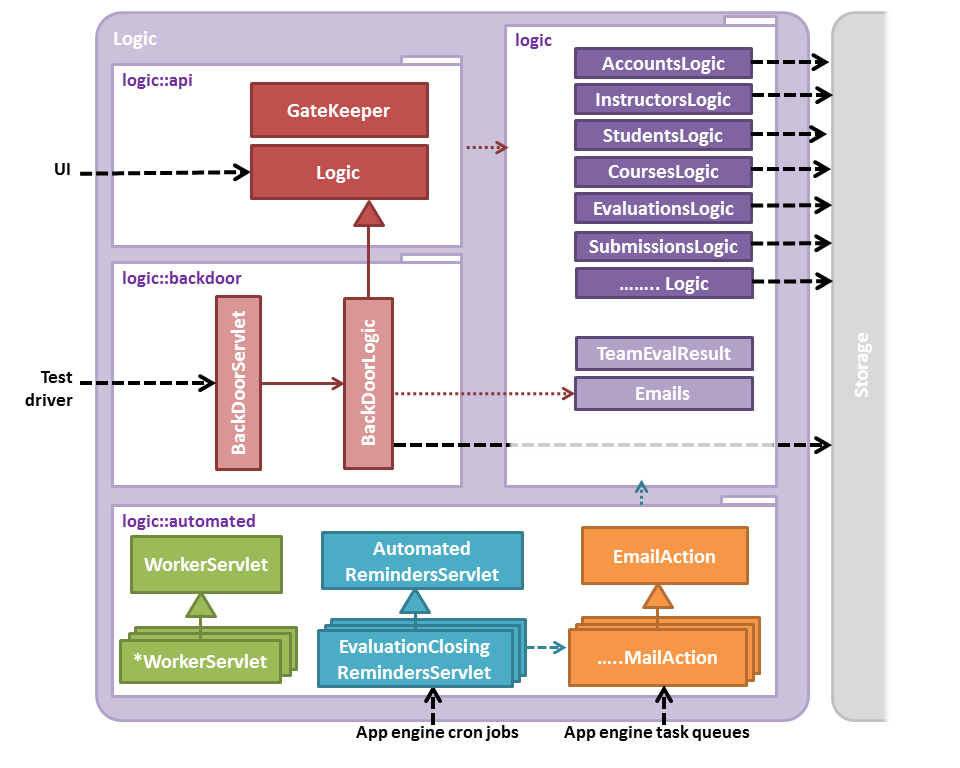 Logic
logic::api
GateKeeper
Logic
UI
logic::backdoor
BackDoorServlet
BackDoorLogic
Test
driver
logic
AccountsLogic
InstructorsLogic
StudentsLogic
CoursesLogic
EvaluationsLogic
SubmissionsLogic
…….. Logic
TeamEvalResult
Emails
Storage
logic::automated
WorkerServlet
*WorkerServlet
Automated
RemindersServlet
EvaluationClosing
RemindersServlet
EmailAction
…..MailAction
App engine cron jobs
App engine task queues